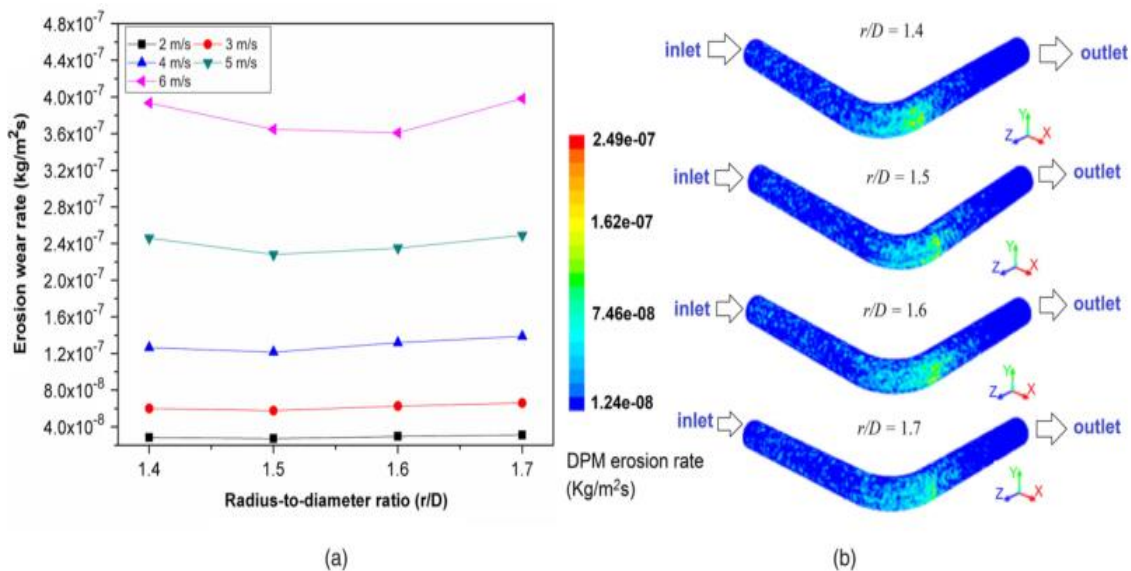 4.8x10⁻⁷
4.4x10⁻⁷
4.0x10⁻⁷
3.6x10⁻⁷
3.2x10⁻⁷
2.8x10⁻⁷
2.4x10⁻⁷
2.0x10⁻⁷
1.6x10⁻⁷
1.2x10⁻⁷
8.0x10⁻⁸
4.0x10⁻⁸
Erosion wear rate (kg/m²s)
2 m/s 3 m/s
4 m/s 5 m/s
6 m/s
1.4 1.5 1.6 1.7
Radius-to-diameter ratio (r/D)
(a)
2.49e-07
1.62e-07
7.46e-08
1.24e-08
DPM erosion rate
(Kg/m²s)
r/D = 1.4
inlet outlet
Y
Z X
r/D = 1.5
inlet outlet
Y
Z X
r/D = 1.6
inlet outlet
Y
Z X
r/D = 1.7
inlet outlet
Y
Z X
(b)